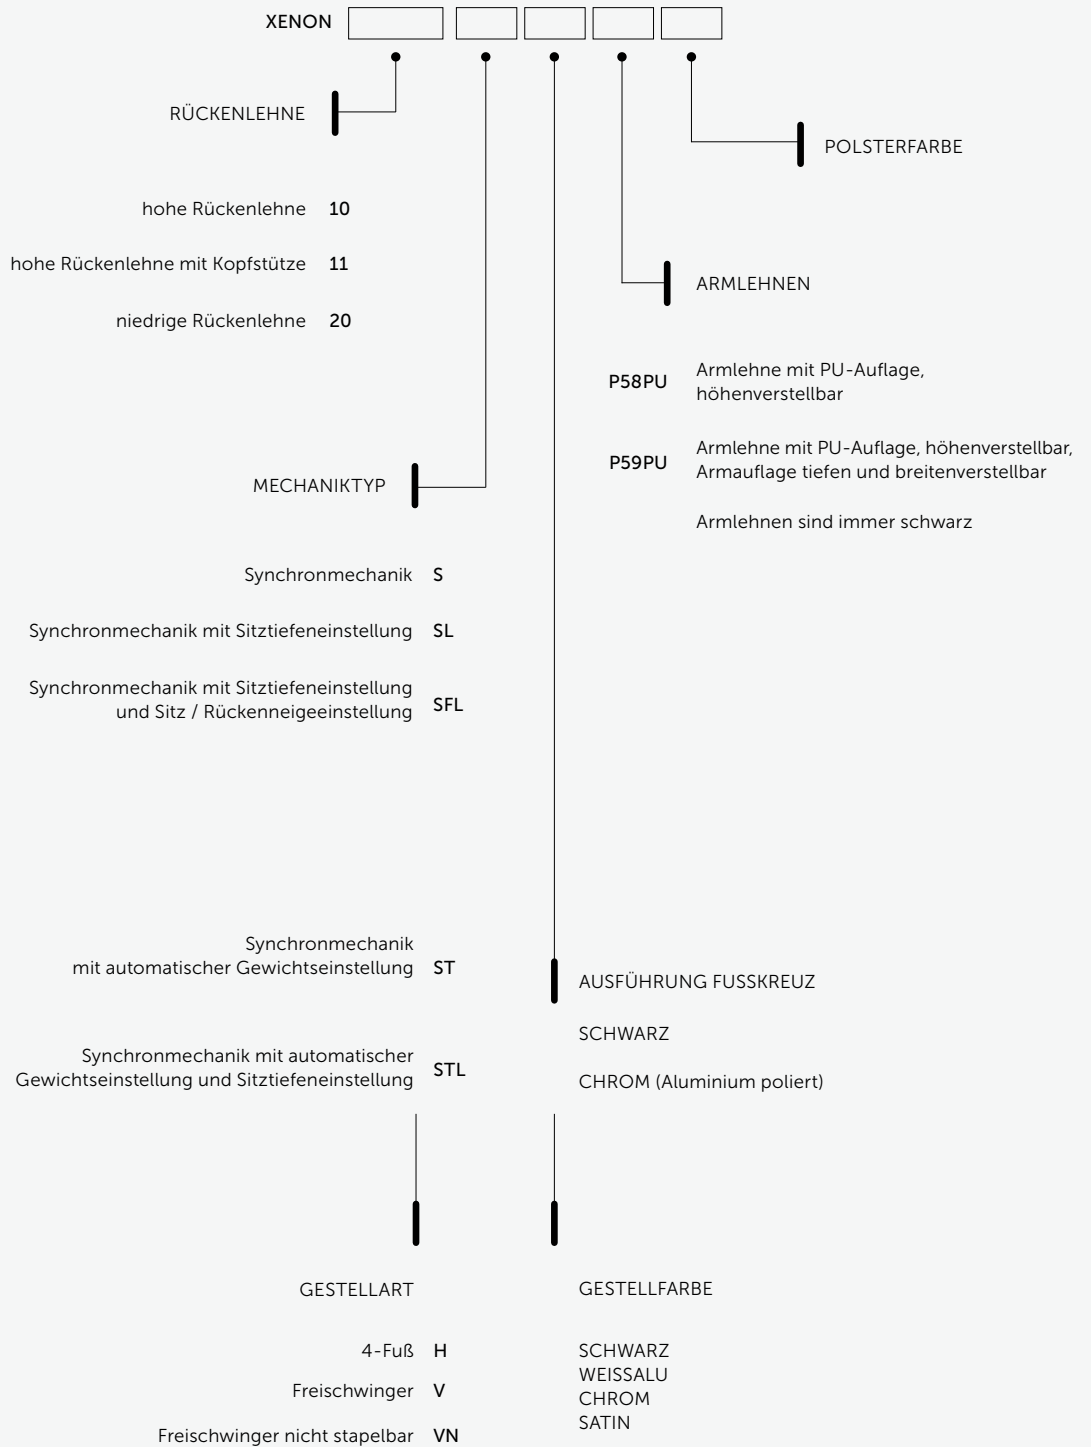 XENON
RÜCKENLEHNE
hohe Rückenlehne 10
hohe Rückenlehne mit Kopfstütze 11
niedrige Rückenlehne 20
POLSTERFARBE
ARMLEHNEN
P58PU Armlehne mit PU-Auflage,
höhenverstellbar
P59PU Armlehne mit PU-Auflage, höhenverstellbar,
Armauflage tiefen und breitenverstellbar
Armlehnen sind immer schwarz
MECHANIKTYP
Synchronmechanik S
Synchronmechanik mit Sitztiefeneinstellung SL
Synchronmechanik mit Sitztiefeneinstellung
und Sitz / Rückenneigeeinstellung SFL
Synchronmechanik
mit automatischer Gewichtseinstellung ST
Synchronmechanik mit automatischer
Gewichtseinstellung und Sitztiefeneinstellung STL
AUSFÜHRUNG FUSSKREUZ
SCHWARZ
CHROM (Aluminium poliert)
GESTELLART
4-Fuß H
Freischwinger V
Freischwinger nicht stapelbar VN
GESTELLFARBE
SCHWARZ
WEISSALU
CHROM
SATIN